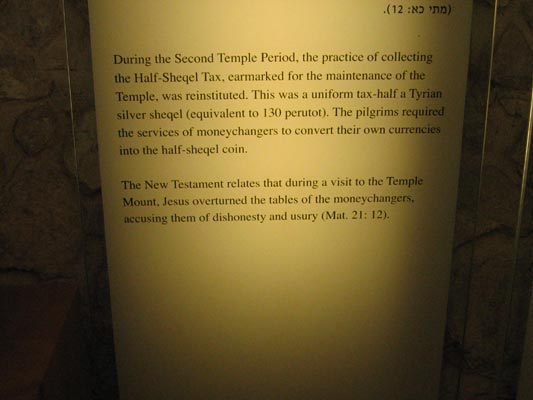 (מתי כא: 12).
During the Second Temple Period, the practice of collecting
the Half-Sheqel Tax, earmarked for the maintenance of the
Temple, was reinstituted. This was a uniform tax-half a Tyrian
silver sheqel (equivalent to 130 perutot). The pilgrims required
the services of moneychangers to convert their own currencies
into the half-sheqel coin.
The New Testament relates that during a visit to the Temple
Mount, Jesus overturned the tables of the moneychangers,
accusing them of dishonesty and usury (Mat. 21: 12).